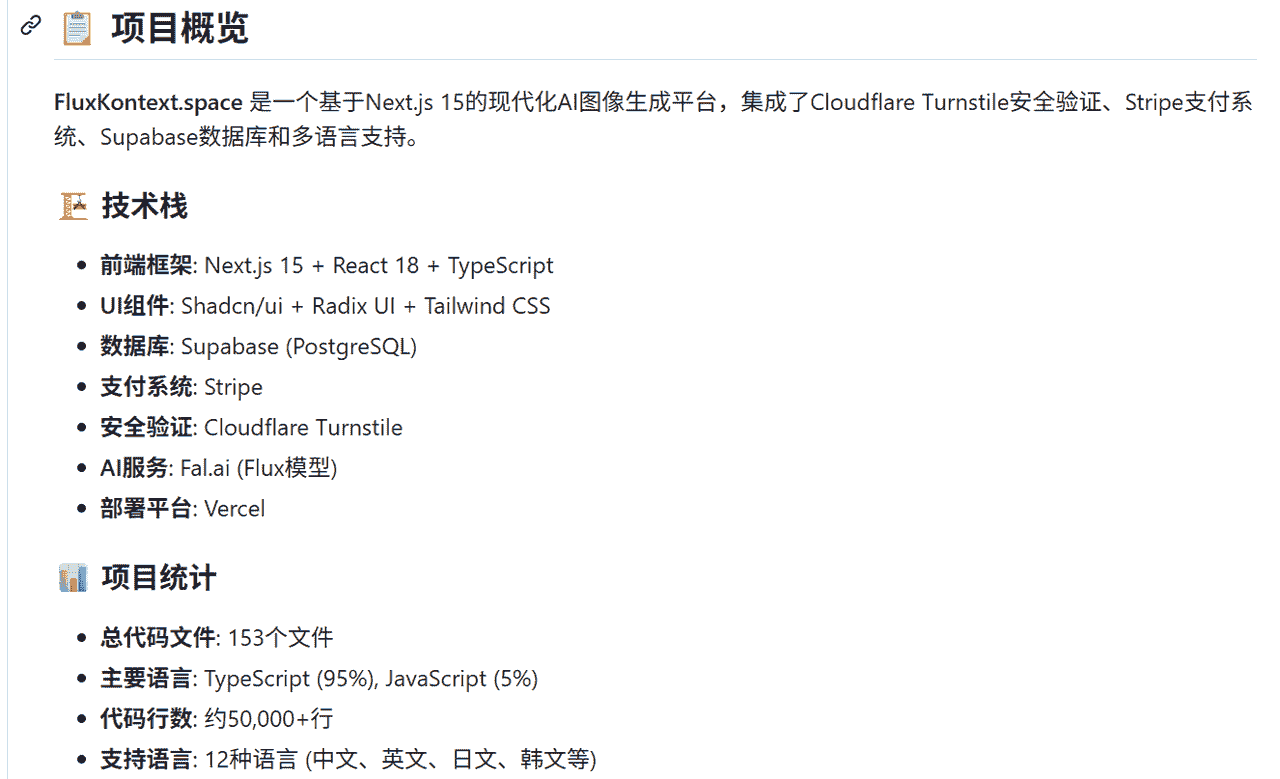 项目概览
FluxKontext.space 是一个基于Next.js 15的现代化AI图像生成平台，集成了Cloudflare Turnstile安全验证、Stripe支付系
统、Supabase数据库和多语言支持。
技术栈
前端框架: Next.js 15 + React 18 + TypeScript
UI组件: Shadcn/ui + Radix UI + Tailwind CSS
数据库: Supabase (PostgreSQL)
支付系统: Stripe
安全验证: Cloudflare Turnstile
AI服务: Fal.ai (Flux模型)
部署平台: Vercel
项目统计
总代码文件: 153个文件
主要语言: TypeScript (95%), JavaScript (5%)
代码行数: 约50,000+行
支持语言: 12种语言 (中文、英文、日文、韩文等)